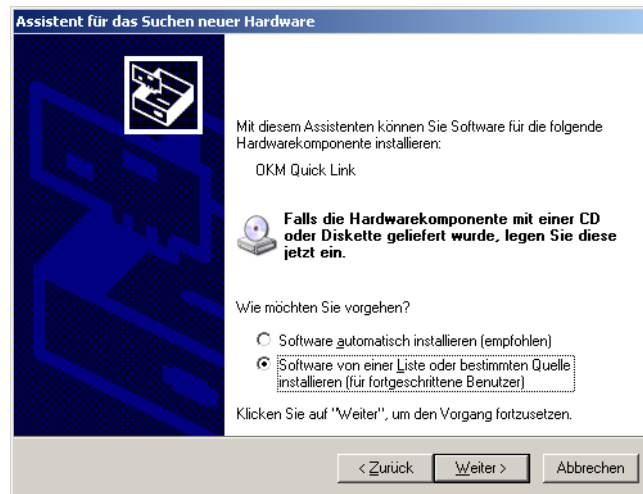 Assistent für das Suchen neuer Hardware
Mit diesem Assistenten können Sie Software für die folgende
Hardwarekomponente installieren:
OKM Quick Link
Falls die Hardwarekomponente mit einer CD
oder Diskette geliefert wurde, legen Sie diese
jetzt ein.
Wie möchten Sie vorgehen?
Software automatisch installieren (empfohlen)
Software von einer Liste oder bestimmten Quelle
installieren (für fortgeschrittene Benutzer)
Klicken Sie auf "Weiter", um den Vorgang fortzusetzen.
< Zurück Weiter > Abbrechen